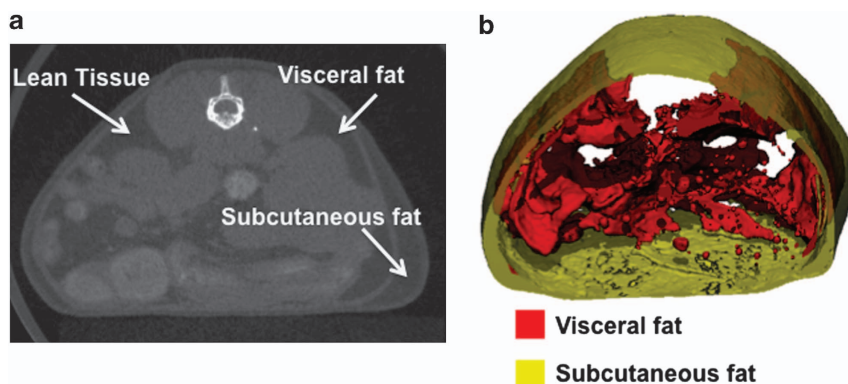 a
Lean Tissue
Visceral fat
Subcutaneous fat
b
Visceral fat
Subcutaneous fat